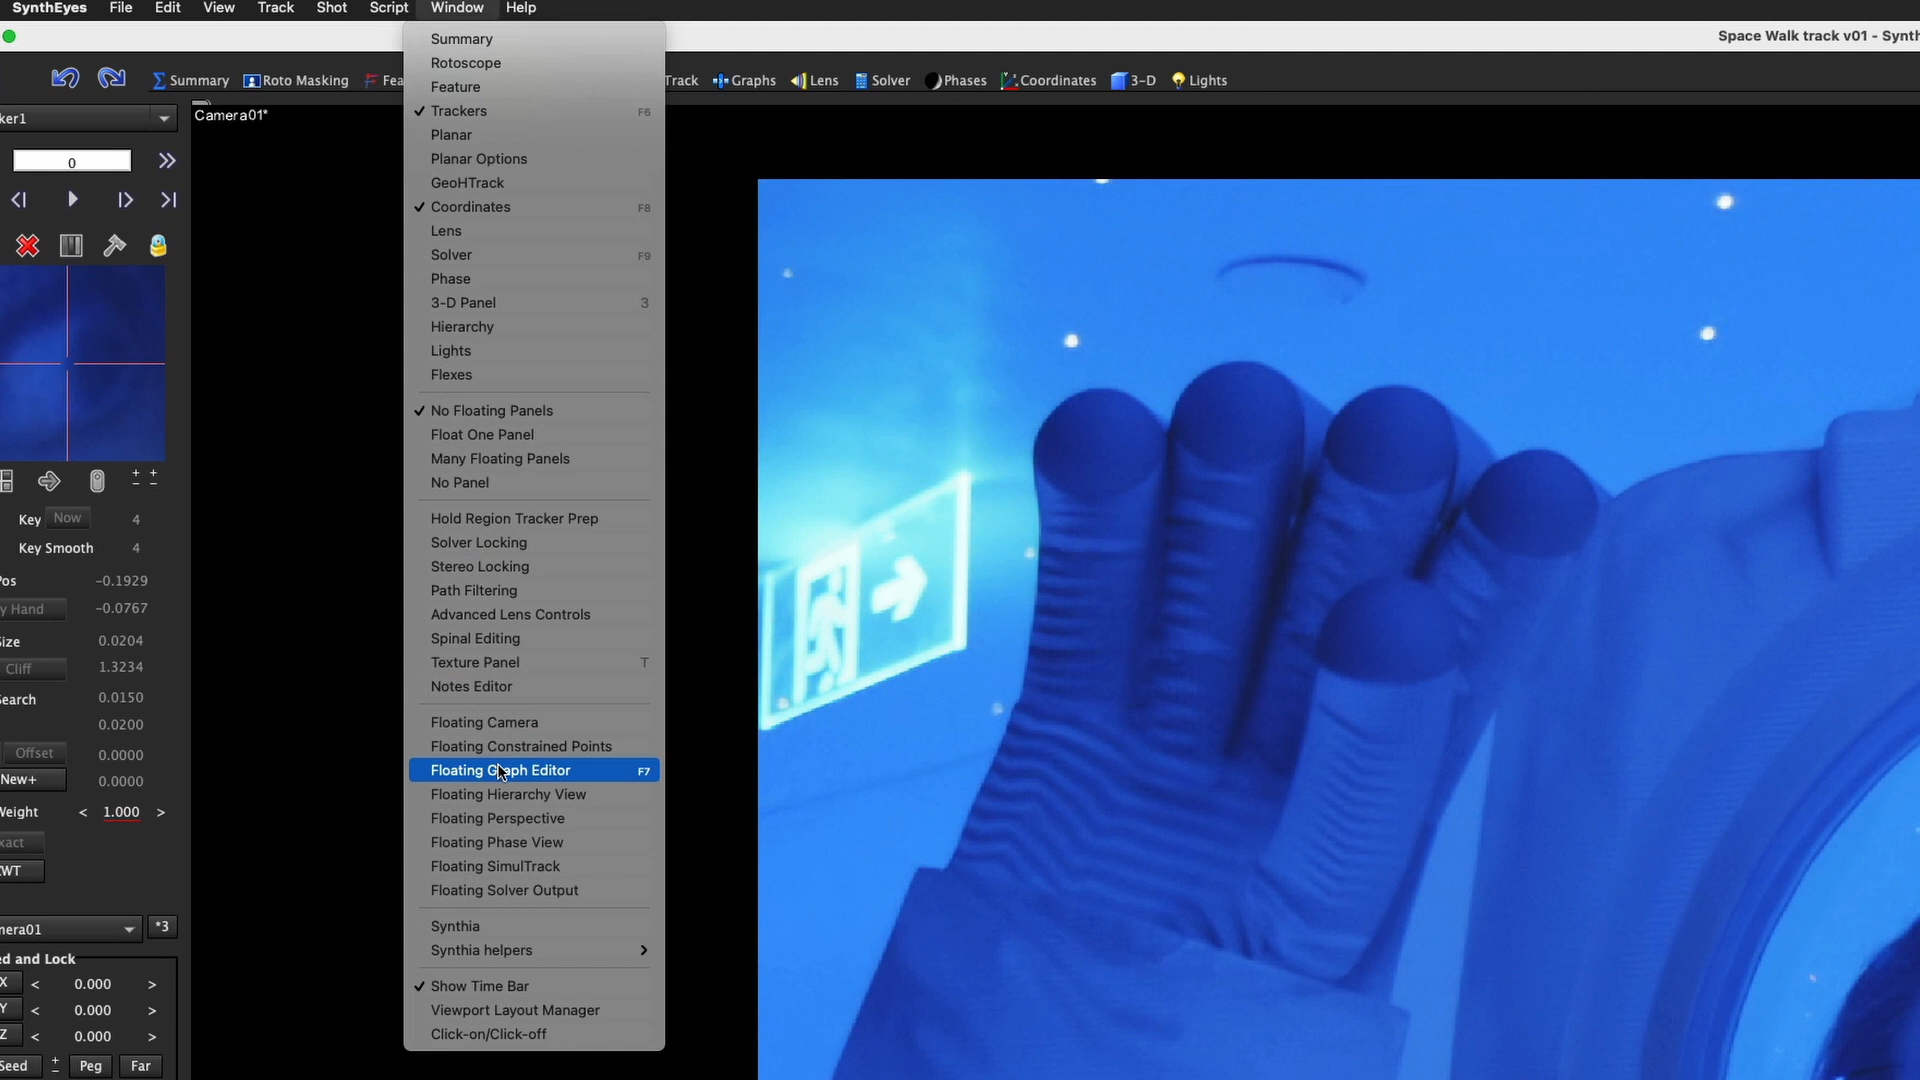 SynthEyes File Edit View Track Shot Script Window Help
Space Walk track v01 - Synth
Summary Roto Masking Fea Track Graphs Lens Solver Phases Coordinates 3-D Lights
ker1
Camera01*
0
Key Now 4
Key Smooth 4
Pos -0.1929
y Hand -0.0767
Size 0.0204
Cliff 1.3234
Search 0.0150
0.0200
Offset 0.0000
New+ 0.0000
Weight < 1.000 >
xact
ZWT
mera01 *3
ed and Lock
X < 0.000 >
Y < 0.000 >
Z < 0.000 >
Seed Peg Far
Summary
Rotoscope
Feature
✓ Trackers F6
Planar
Planar Options
GeoHTrack
✓ Coordinates F8
Lens
Solver F9
Phase
3-D Panel 3
Hierarchy
Lights
Flexes
✓ No Floating Panels
Float One Panel
Many Floating Panels
No Panel
Hold Region Tracker Prep
Solver Locking
Stereo Locking
Path Filtering
Advanced Lens Controls
Spinal Editing
Texture Panel T
Notes Editor
Floating Camera
Floating Constrained Points
Floating Graph Editor F7
Floating Hierarchy View
Floating Perspective
Floating Phase View
Floating SimulTrack
Floating Solver Output
Synthia
Synthia helpers >
✓ Show Time Bar
Viewport Layout Manager
Click-on/Click-off